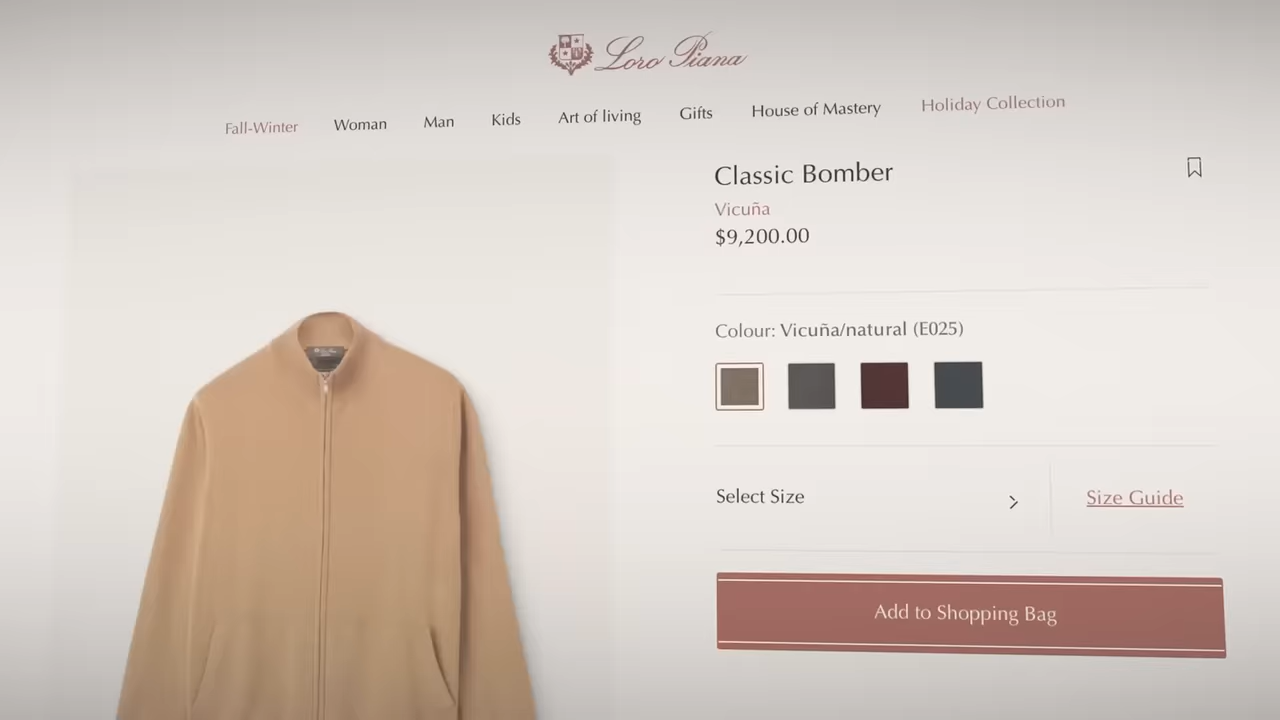 Loro Piana
Fall-Winter Woman Man Kids Art of living Gifts House of Mastery Holiday Collection
Classic Bomber
Vicuña
$9,200.00
Colour: Vicuña/natural (E025)
Select Size
Size Guide
Add to Shopping Bag